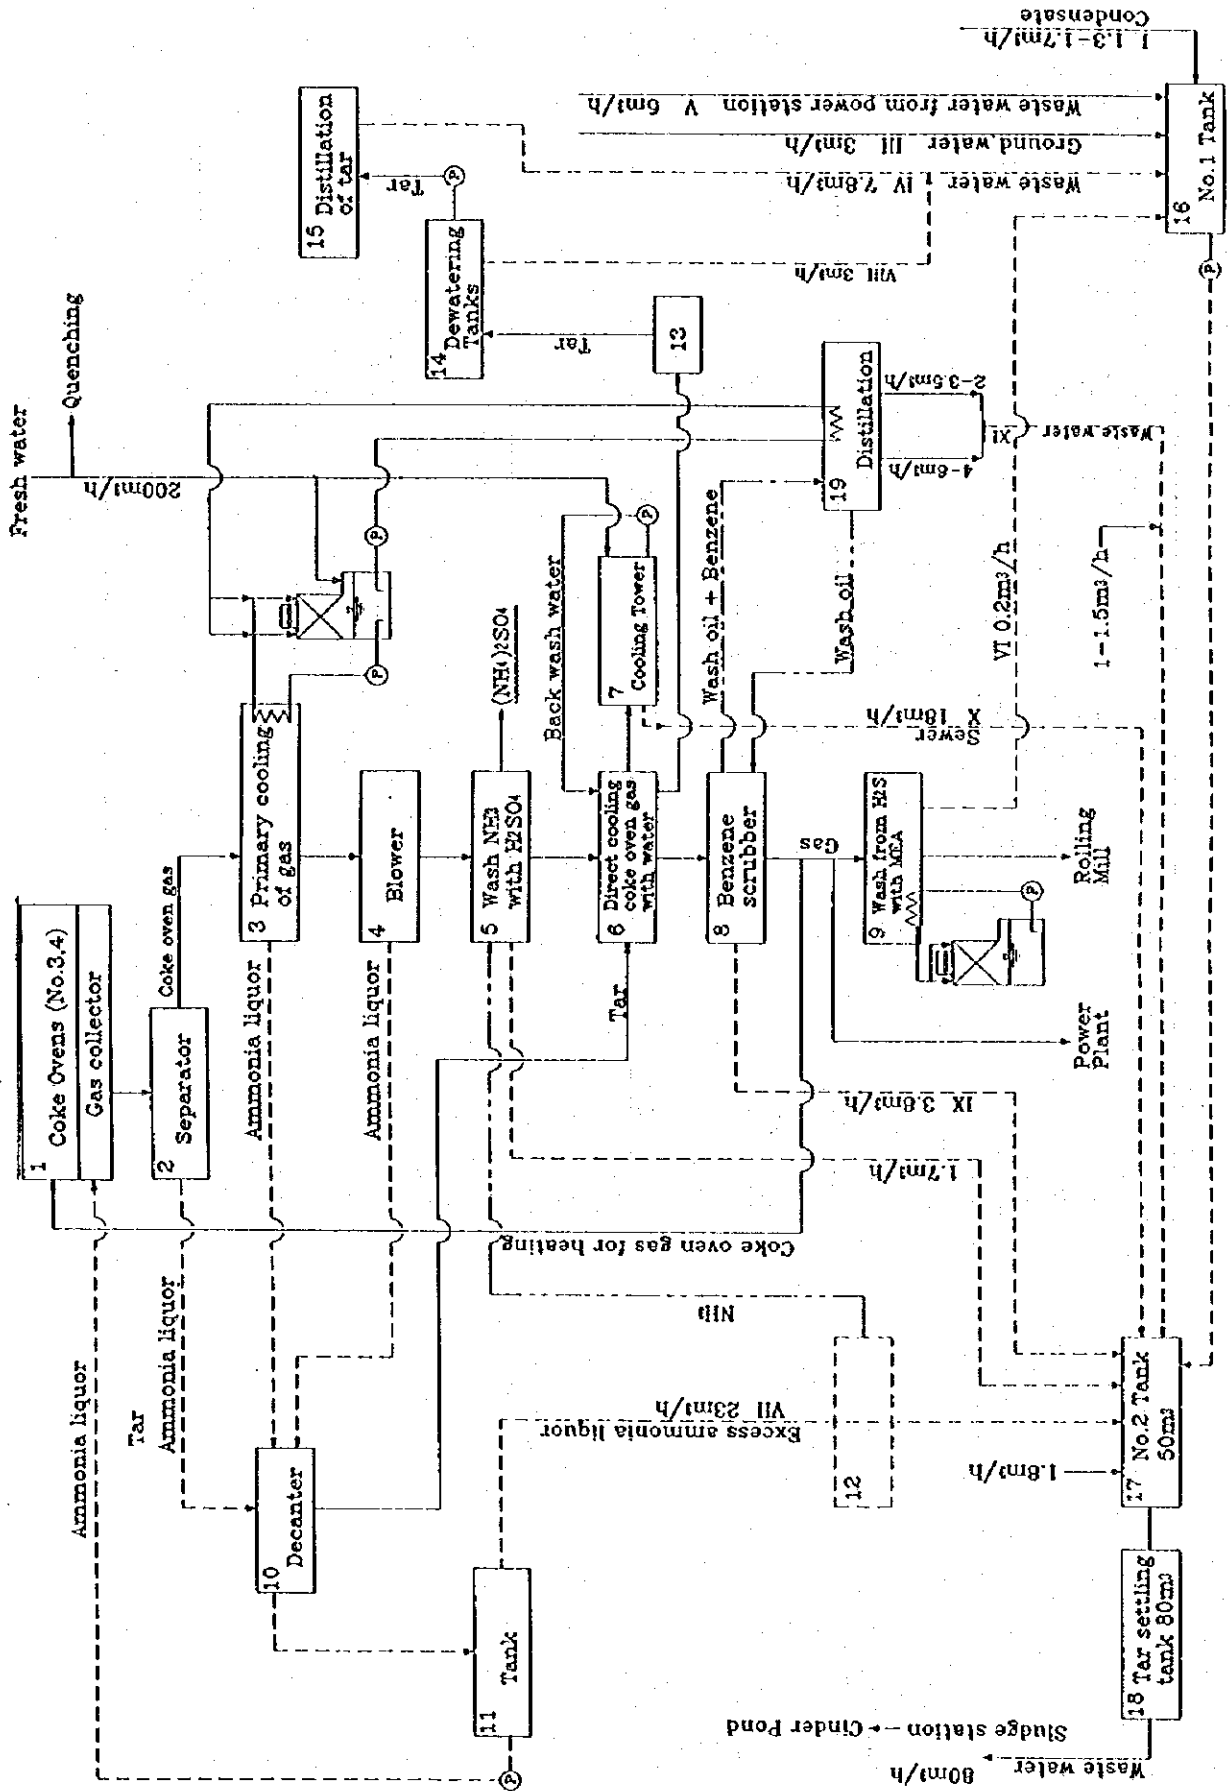 Fresh water
Quenching
200m³/h
1 Coke Ovens (No.3,4)
Gas collector
Coke oven gas
2 Separator
Ammonia liquor
Tar
Ammonia liquor
3 Primary cooling
of gas
Ammonia liquor
P
P
4 Blower
Ammonia liquor
5 Wash NH3
with H2SO4
(NH4)2SO4
Back wash water
6 Direct cooling
coke oven gas
with water
Tar
7
Cooling Tower
P
Sewer
X 18m³/h
8 Benzene
scrubber
Wash oil + Benzene
Wash oil
Gas
Coke oven gas for heating
9 Wash from H2S
with MEA
P
Rolling
Mill
Power
Plant
10
Decanter
11
Tank
P
Excess ammonia liquor
VII 23m³/h
12
NH3
1.7m³/h
IX 3.6m³/h
13
Tar
14 Dewatering
Tanks
P
Tar
15 Distillation
of tar
VIII 3m³/h
Waste water IV 7.8m³/h
Ground water III 3m³/h
Waste water from power station V 6m³/h
I 1.3-1.7m³/h
Condensate
16
No.1 Tank
P
VI 0.2m³/h
19
Distillation
4-6m³/h
2-3.5m³/h
XI
Waste water
1-1.5m³/h
1.8m³/h
17 No.2 Tank
50m³
18 Tar settling
tank 80m³
Waste water
80m³/h
Sludge station → Cinder Pond